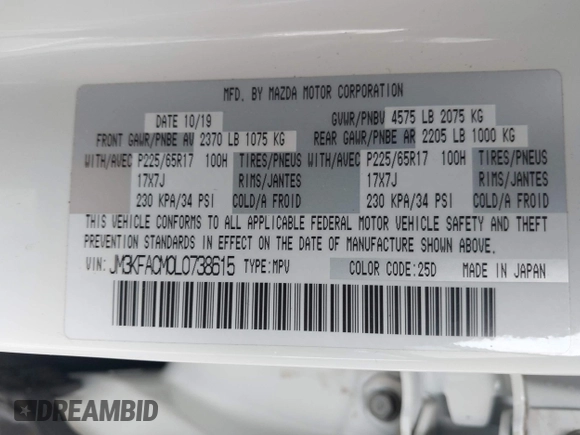 MFD. BY MAZDA MOTOR CORPORATION
DATE 10/19 GVWR/PNBV 4575 LB 2075 KG
FRONT GAWR/PNBE AV 2370 LB 1075 KG REAR GAWR/PNBE AR 2205 LB 1000 KG
WITH/AVEC P225/65R17 100H TIRES/PNEUS WITH/AVEC P225/65R17 100H TIRES/PNEUS
17X7J RIMS/JANTES 17X7J RIMS/JANTES
230 KPA/34 PSI COLD/A FROID 230 KPA/34 PSI COLD/A FROID
THIS VEHICLE CONFORMS TO ALL APPLICABLE FEDERAL MOTOR VEHICLE SAFETY AND THEFT
PREVENTION STANDARDS IN EFFECT ON THE DATE OF MANUFACTURE SHOWN ABOVE.
VIN: JM3KFACM0L0738615 TYPE:MPV COLOR CODE:25D MADE IN JAPAN
DREAMBID